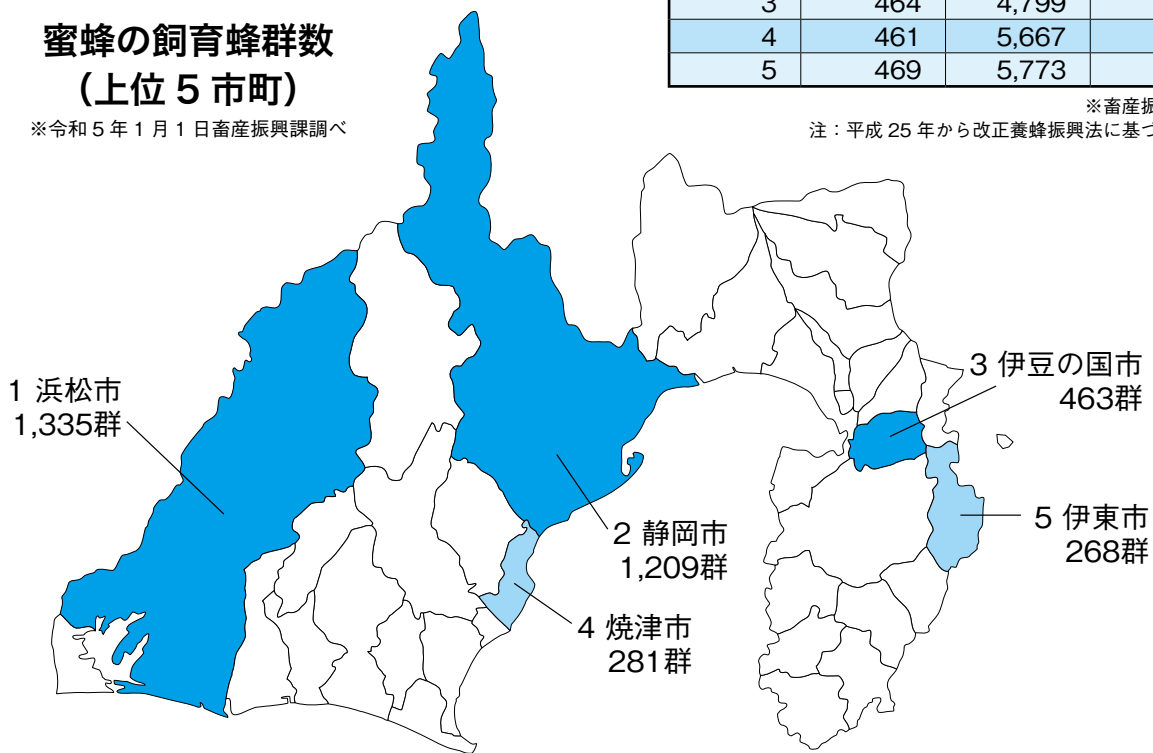 蜜蜂の飼育蜂群数
（上位 5 市町）
※令和 5 年 1 月 1 日畜産振興課調べ
3 464 4,799
4 461 5,667
5 469 5,773
※畜産振
注：平成 25 年から改正養蜂振興法に基づ
1 浜松市
1,335群
2 静岡市
1,209群
3 伊豆の国市
463群
4 焼津市
281群
5 伊東市
268群